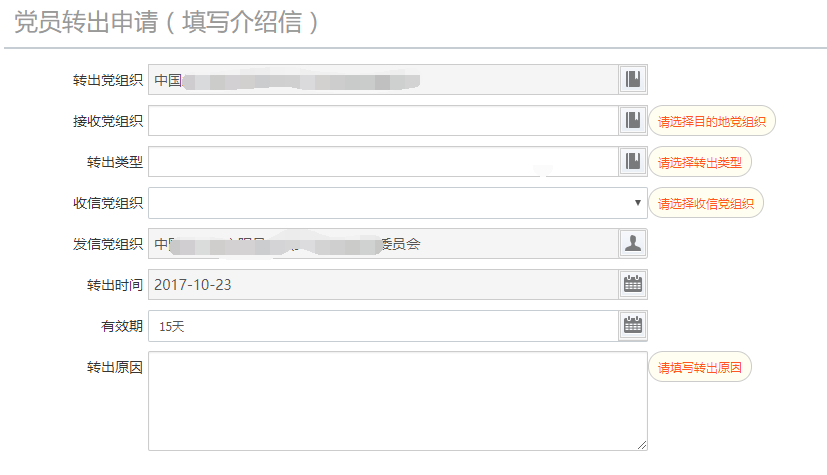 党员转出申请（填写介绍信）
转出党组织 中国
接收党组织 请选择目的地党组织
转出类型 请选择转出类型
收信党组织 请选择收信党组织
发信党组织 委员会
转出时间 2017-10-23
有效期 15天
转出原因 请填写转出原因